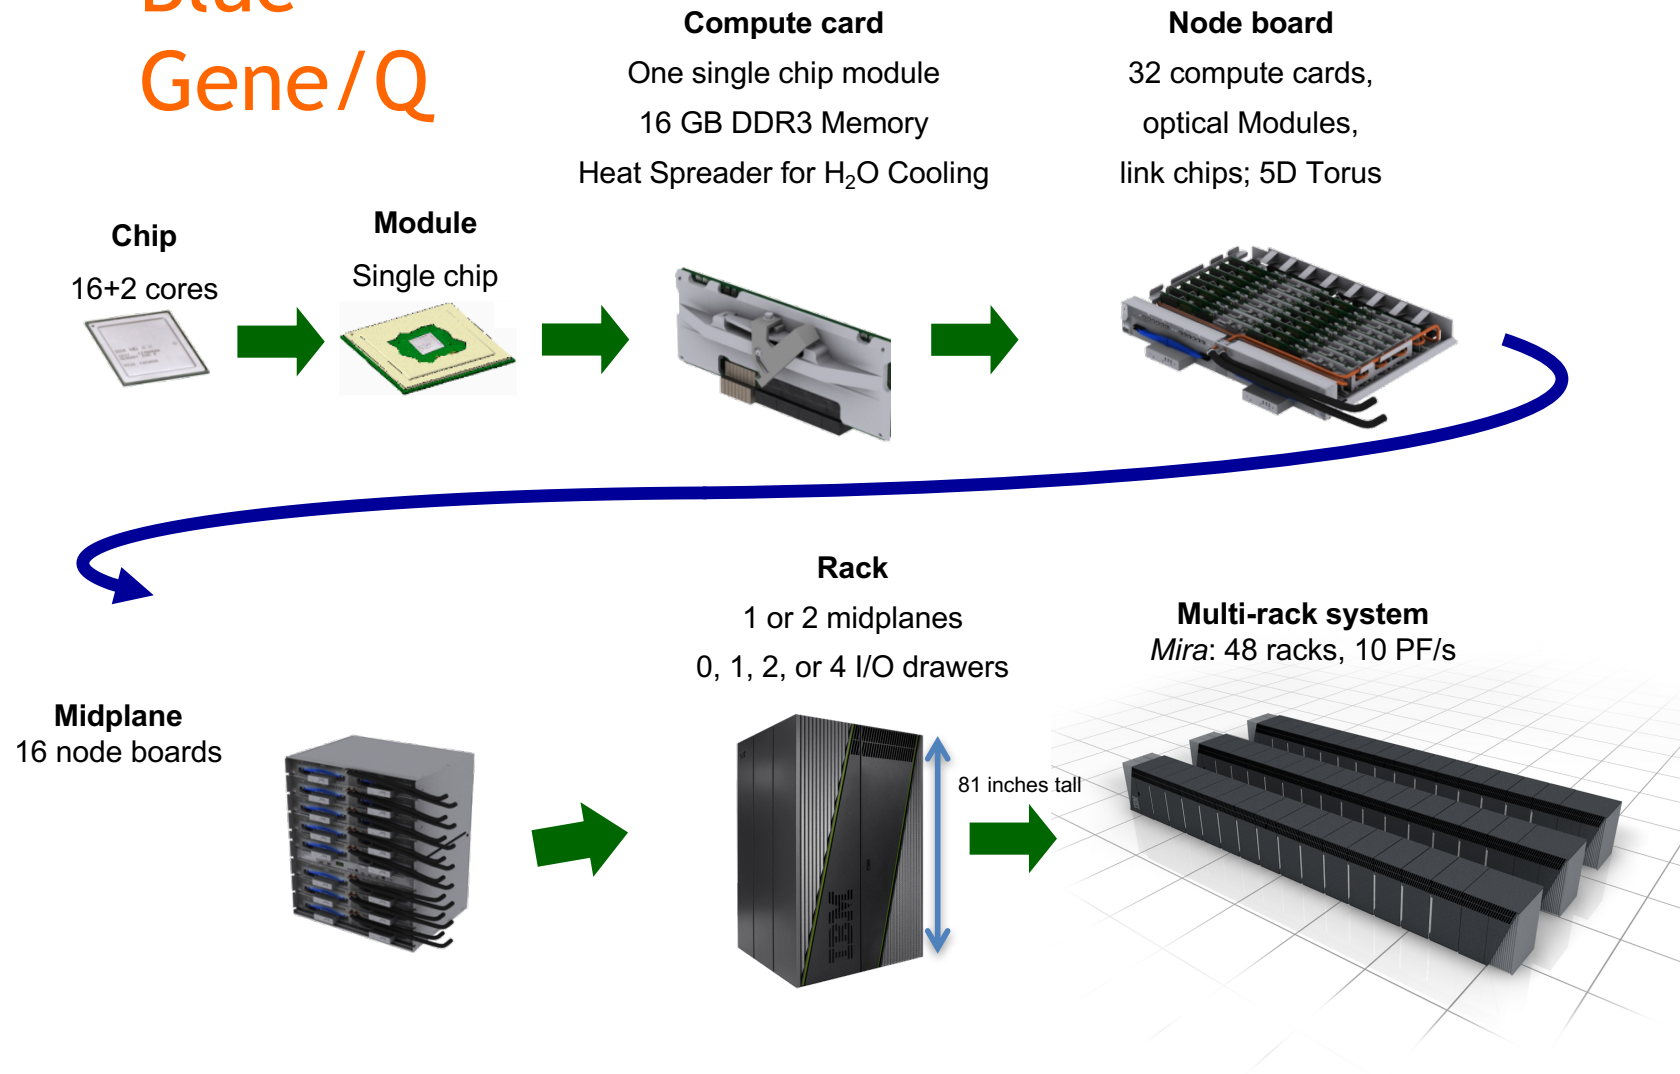 Blue
Gene/Q
Compute card
One single chip module
16 GB DDR3 Memory
Heat Spreader for H₂O Cooling
Node board
32 compute cards,
optical Modules,
link chips; 5D Torus
Chip
16+2 cores
Module
Single chip
Midplane
16 node boards
Rack
1 or 2 midplanes
0, 1, 2, or 4 I/O drawers
81 inches tall
IBM
Multi-rack system
Mira: 48 racks, 10 PF/s